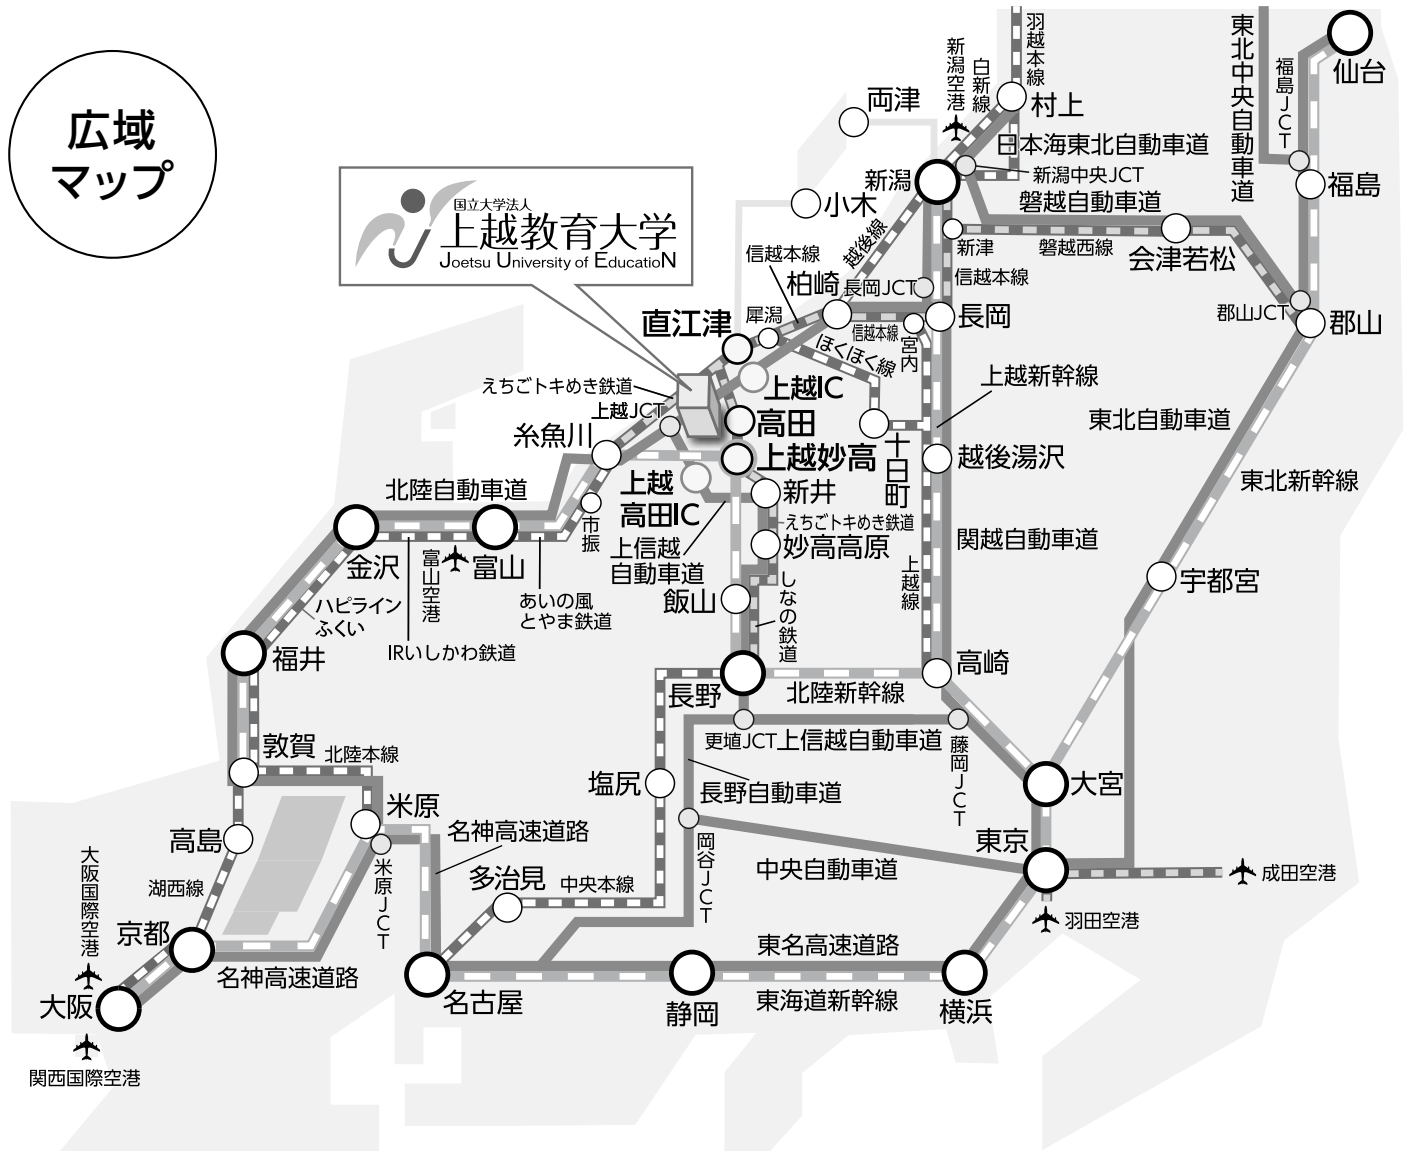 広域
マップ
国立大学法人
上越教育大学
Joetsu University of EducatioN
羽越本線
白新線
新潟空港
村上
両津
日本海東北自動車道
新潟中央JCT
新潟
小木
磐越自動車道
東北中央自動車道
福島JCT
仙台
福島
越後線
新津
磐越西線
会津若松
信越本線
信越本線
柏崎
長岡JCT
長岡
郡山JCT
郡山
直江津
犀潟
信越本線
宮内
ほくほく線
えちごトキめき鉄道
上越IC
上越JCT
上越新幹線
高田
東北自動車道
糸魚川
上越妙高
十日町
越後湯沢
東北新幹線
北陸自動車道
上越
高田IC
新井
えちごトキめき鉄道
市振
上信越
自動車道
妙高高原
関越自動車道
金沢
富山空港
富山
上越線
宇都宮
しなの鉄道
飯山
ハピライン
ふくい
あいの風
とやま鉄道
IRいしかわ鉄道
福井
高崎
長野
北陸新幹線
敦賀
北陸本線
更埴JCT
上信越自動車道
藤岡JCT
塩尻
長野自動車道
大宮
米原
名神高速道路
高島
岡谷JCT
東京
大阪国際空港
湖西線
米原JCT
多治見
中央本線
中央自動車道
成田空港
羽田空港
京都
名神高速道路
東名高速道路
大阪
名古屋
静岡
東海道新幹線
横浜
関西国際空港